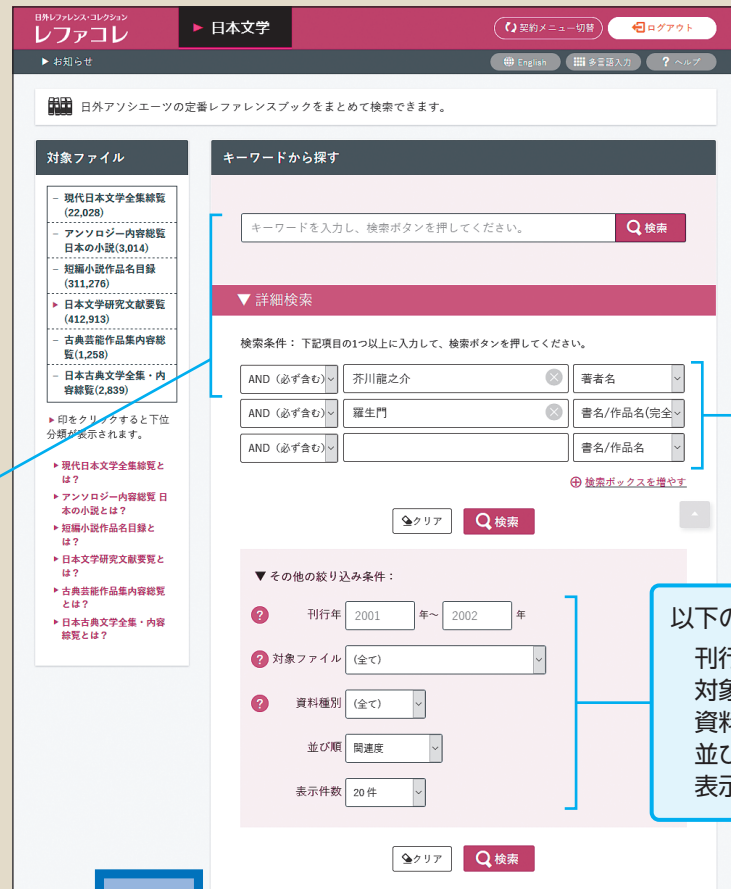 日外レファレンス・コレクション
レファコレ
▶ 日本文学
契約メニュー切替
ログアウト
▶ お知らせ
English
多言語入力
? ヘルプ
日外アソシエーツの定番レファレンスブックをまとめて検索できます。
対象ファイル
− 現代日本文学全集綜覧
(22,028)
− アンソロジー内容総覧
日本の小説(3,014)
− 短編小説作品名目録
(311,276)
▶ 日本文学研究文献要覧
(412,913)
− 古典芸能作品集内容総
覧(1,258)
− 日本古典文学全集・内
容綜覧(2,839)
▶印をクリックすると下位
分類が表示されます。
▶ 現代日本文学全集綜覧と
は？
▶ アンソロジー内容総覧 日
本の小説とは？
▶ 短編小説作品名目録と
は？
▶ 日本文学研究文献要覧と
は？
▶ 古典芸能作品集内容総覧
とは？
▶ 日本古典文学全集・内容
綜覧とは？
キーワードから探す
キーワードを入力し、検索ボタンを押してください。
検索
▼ 詳細検索
検索条件： 下記項目の1つ以上に入力して、検索ボタンを押してください。
AND（必ず含む） 芥川龍之介 著者名
AND（必ず含む） 羅生門 書名/作品名(完全
AND（必ず含む） 書名/作品名
⊕ 検索ボックスを増やす
クリア 検索
▼ その他の絞り込み条件：
? 刊行年 2001 年～ 2002 年
? 対象ファイル (全て)
? 資料種別 (全て)
並び順 関連度
表示件数 20 件
クリア 検索
以下の
刊行
対象
資料
並び
表示